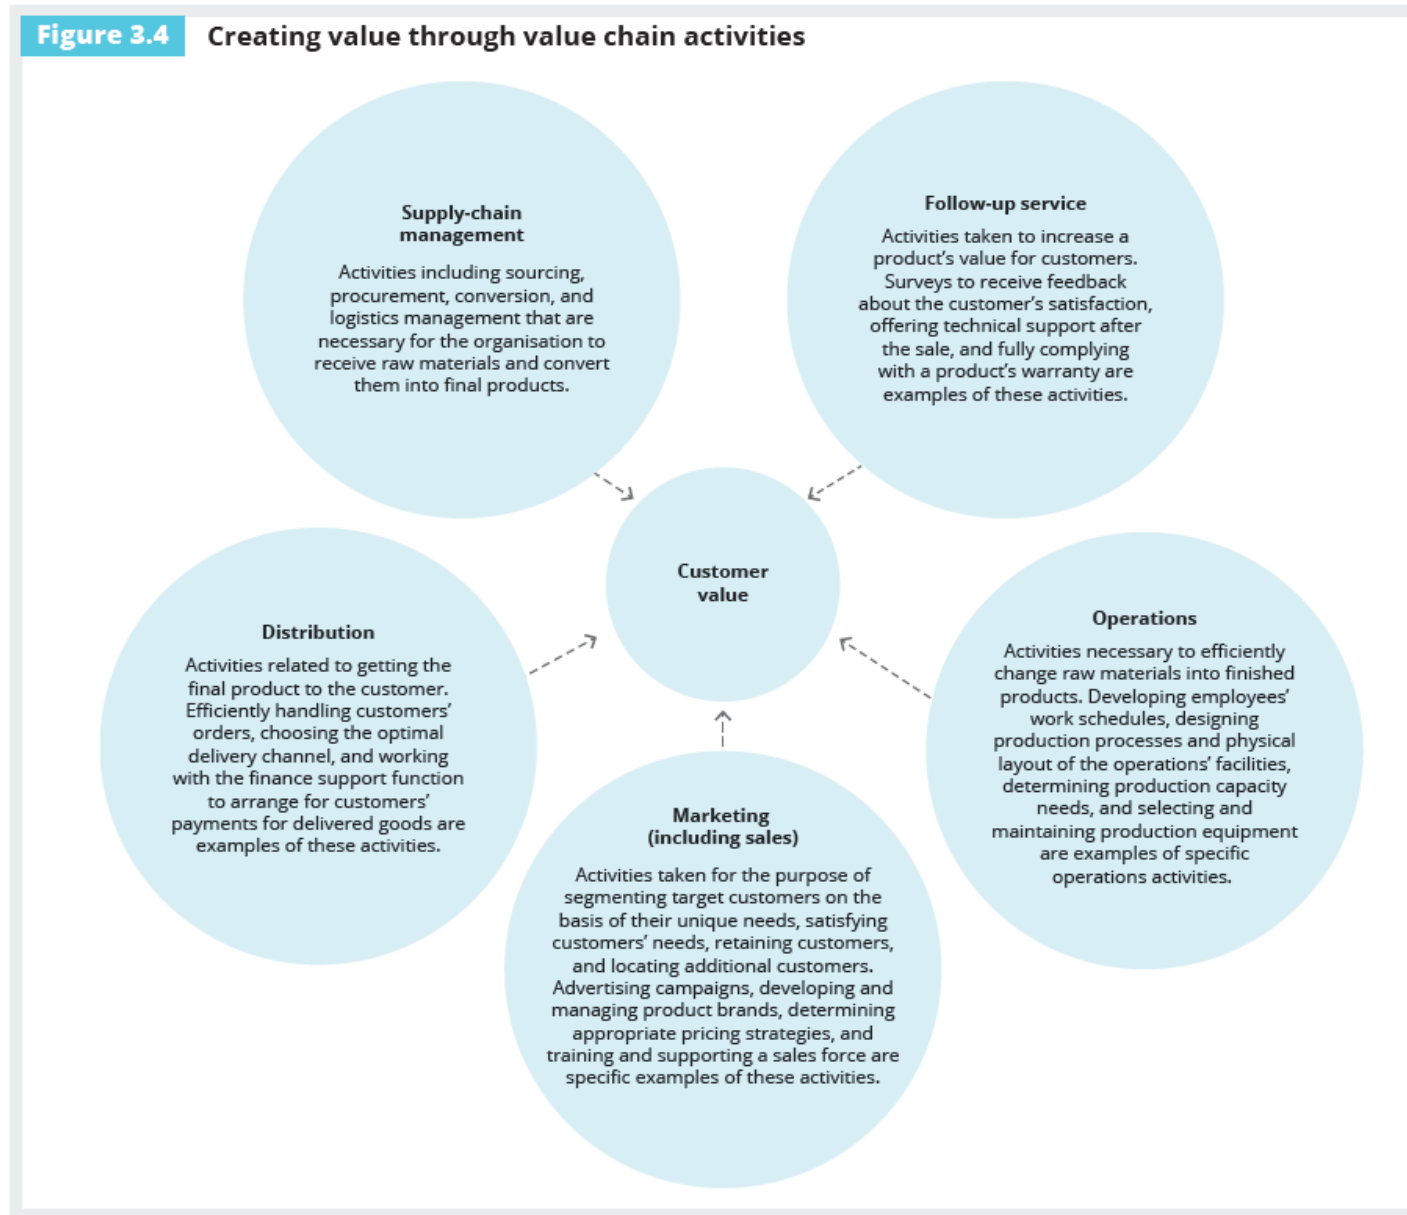 Figure 3.4 Creating value through value chain activities
Supply-chain
management
Activities including sourcing,
procurement, conversion, and
logistics management that are
necessary for the organisation to
receive raw materials and convert
them into final products.
Follow-up service
Activities taken to increase a
product's value for customers.
Surveys to receive feedback
about the customer's satisfaction,
offering technical support after
the sale, and fully complying
with a product's warranty are
examples of these activities.
Customer
value
Distribution
Activities related to getting the
final product to the customer.
Efficiently handling customers'
orders, choosing the optimal
delivery channel, and working
with the finance support function
to arrange for customers'
payments for delivered goods are
examples of these activities.
Operations
Activities necessary to efficiently
change raw materials into finished
products. Developing employees'
work schedules, designing
production processes and physical
layout of the operations' facilities,
determining production capacity
needs, and selecting and
maintaining production equipment
are examples of specific
operations activities.
Marketing
(including sales)
Activities taken for the purpose of
segmenting target customers on the
basis of their unique needs, satisfying
customers' needs, retaining customers,
and locating additional customers.
Advertising campaigns, developing and
managing product brands, determining
appropriate pricing strategies, and
training and supporting a sales force are
specific examples of these activities.